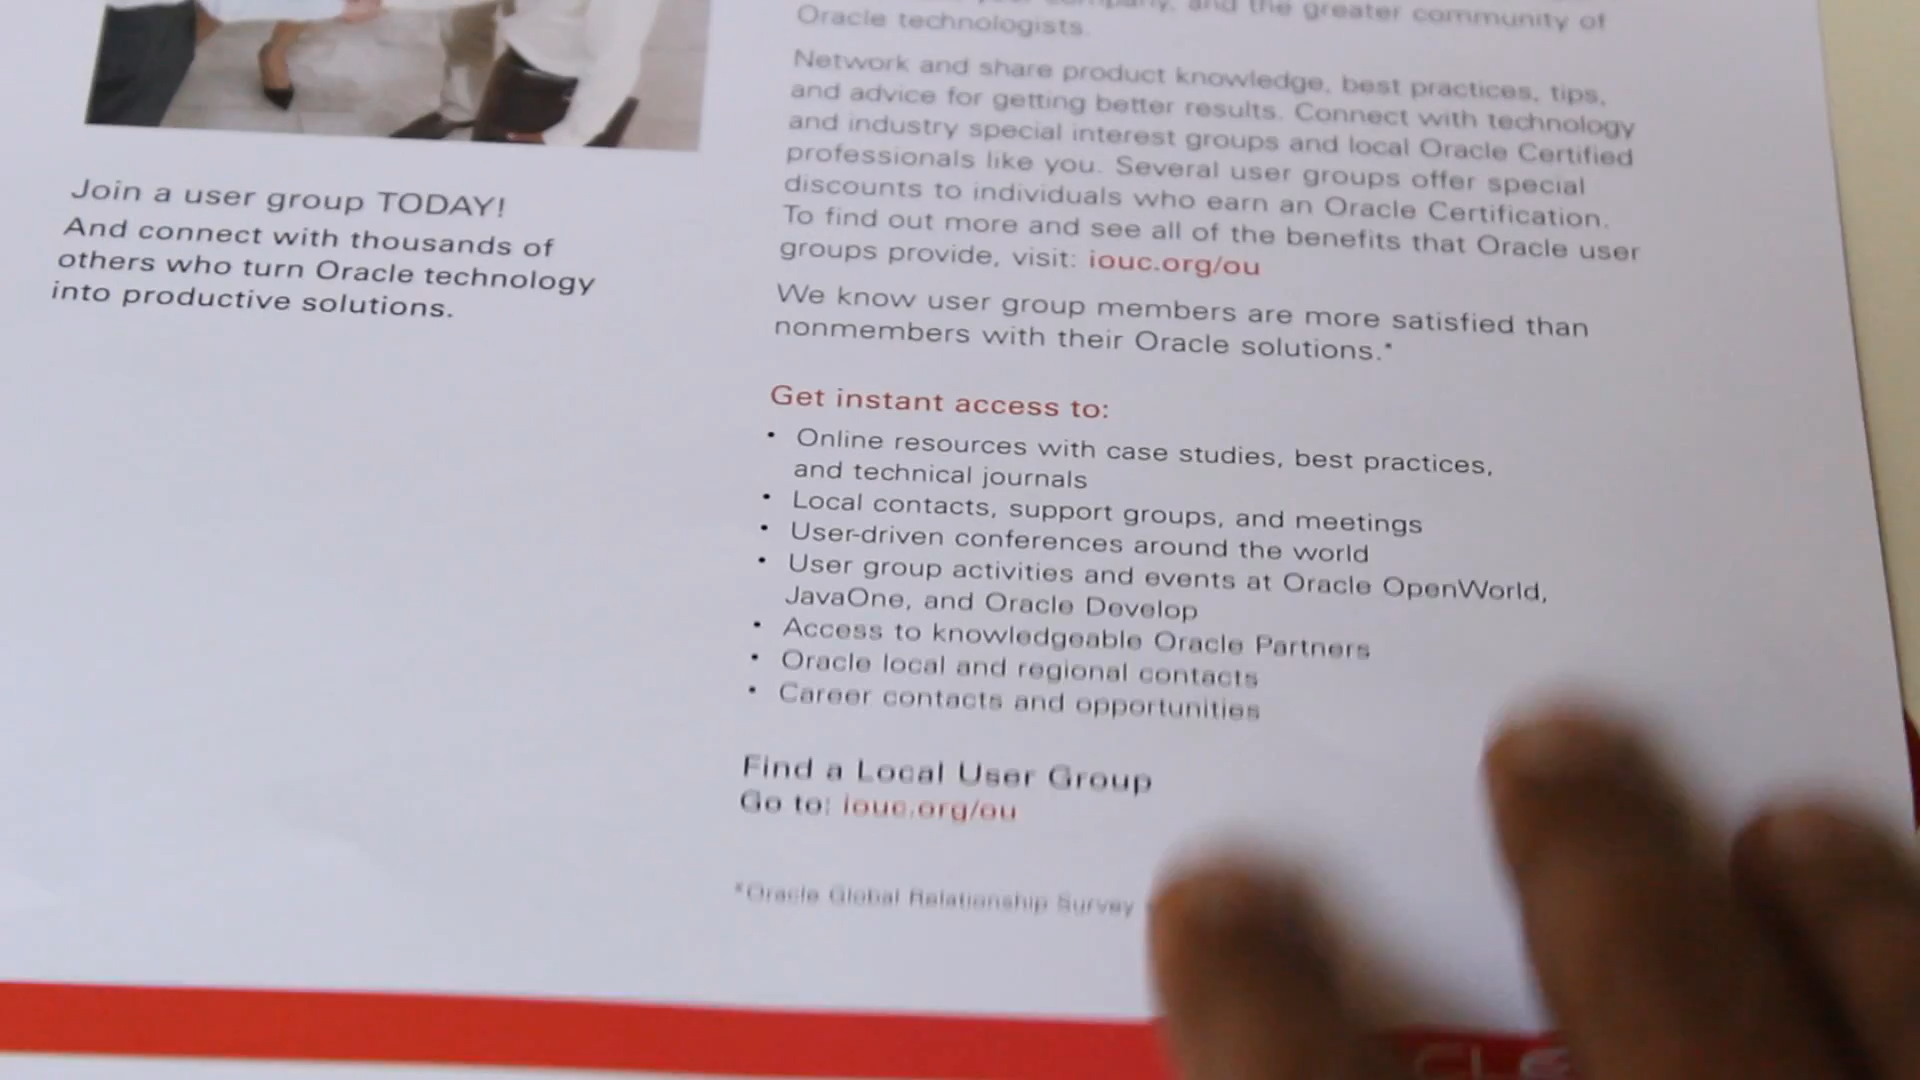 Join a user group TODAY!
And connect with thousands of
others who turn Oracle technology
into productive solutions.
company, and the greater community of
Oracle technologists.
Network and share product knowledge, best practices, tips,
and advice for getting better results. Connect with technology
and industry special interest groups and local Oracle Certified
professionals like you. Several user groups offer special
discounts to individuals who earn an Oracle Certification.
To find out more and see all of the benefits that Oracle user
groups provide, visit: iouc.org/ou
We know user group members are more satisfied than
nonmembers with their Oracle solutions.*
Get instant access to:
• Online resources with case studies, best practices,
and technical journals
• Local contacts, support groups, and meetings
• User-driven conferences around the world
• User group activities and events at Oracle OpenWorld,
JavaOne, and Oracle Develop
• Access to knowledgeable Oracle Partners
• Oracle local and regional contacts
• Career contacts and opportunities
Find a Local User Group
Go to: iouc.org/ou
*Oracle Global Relationship Survey